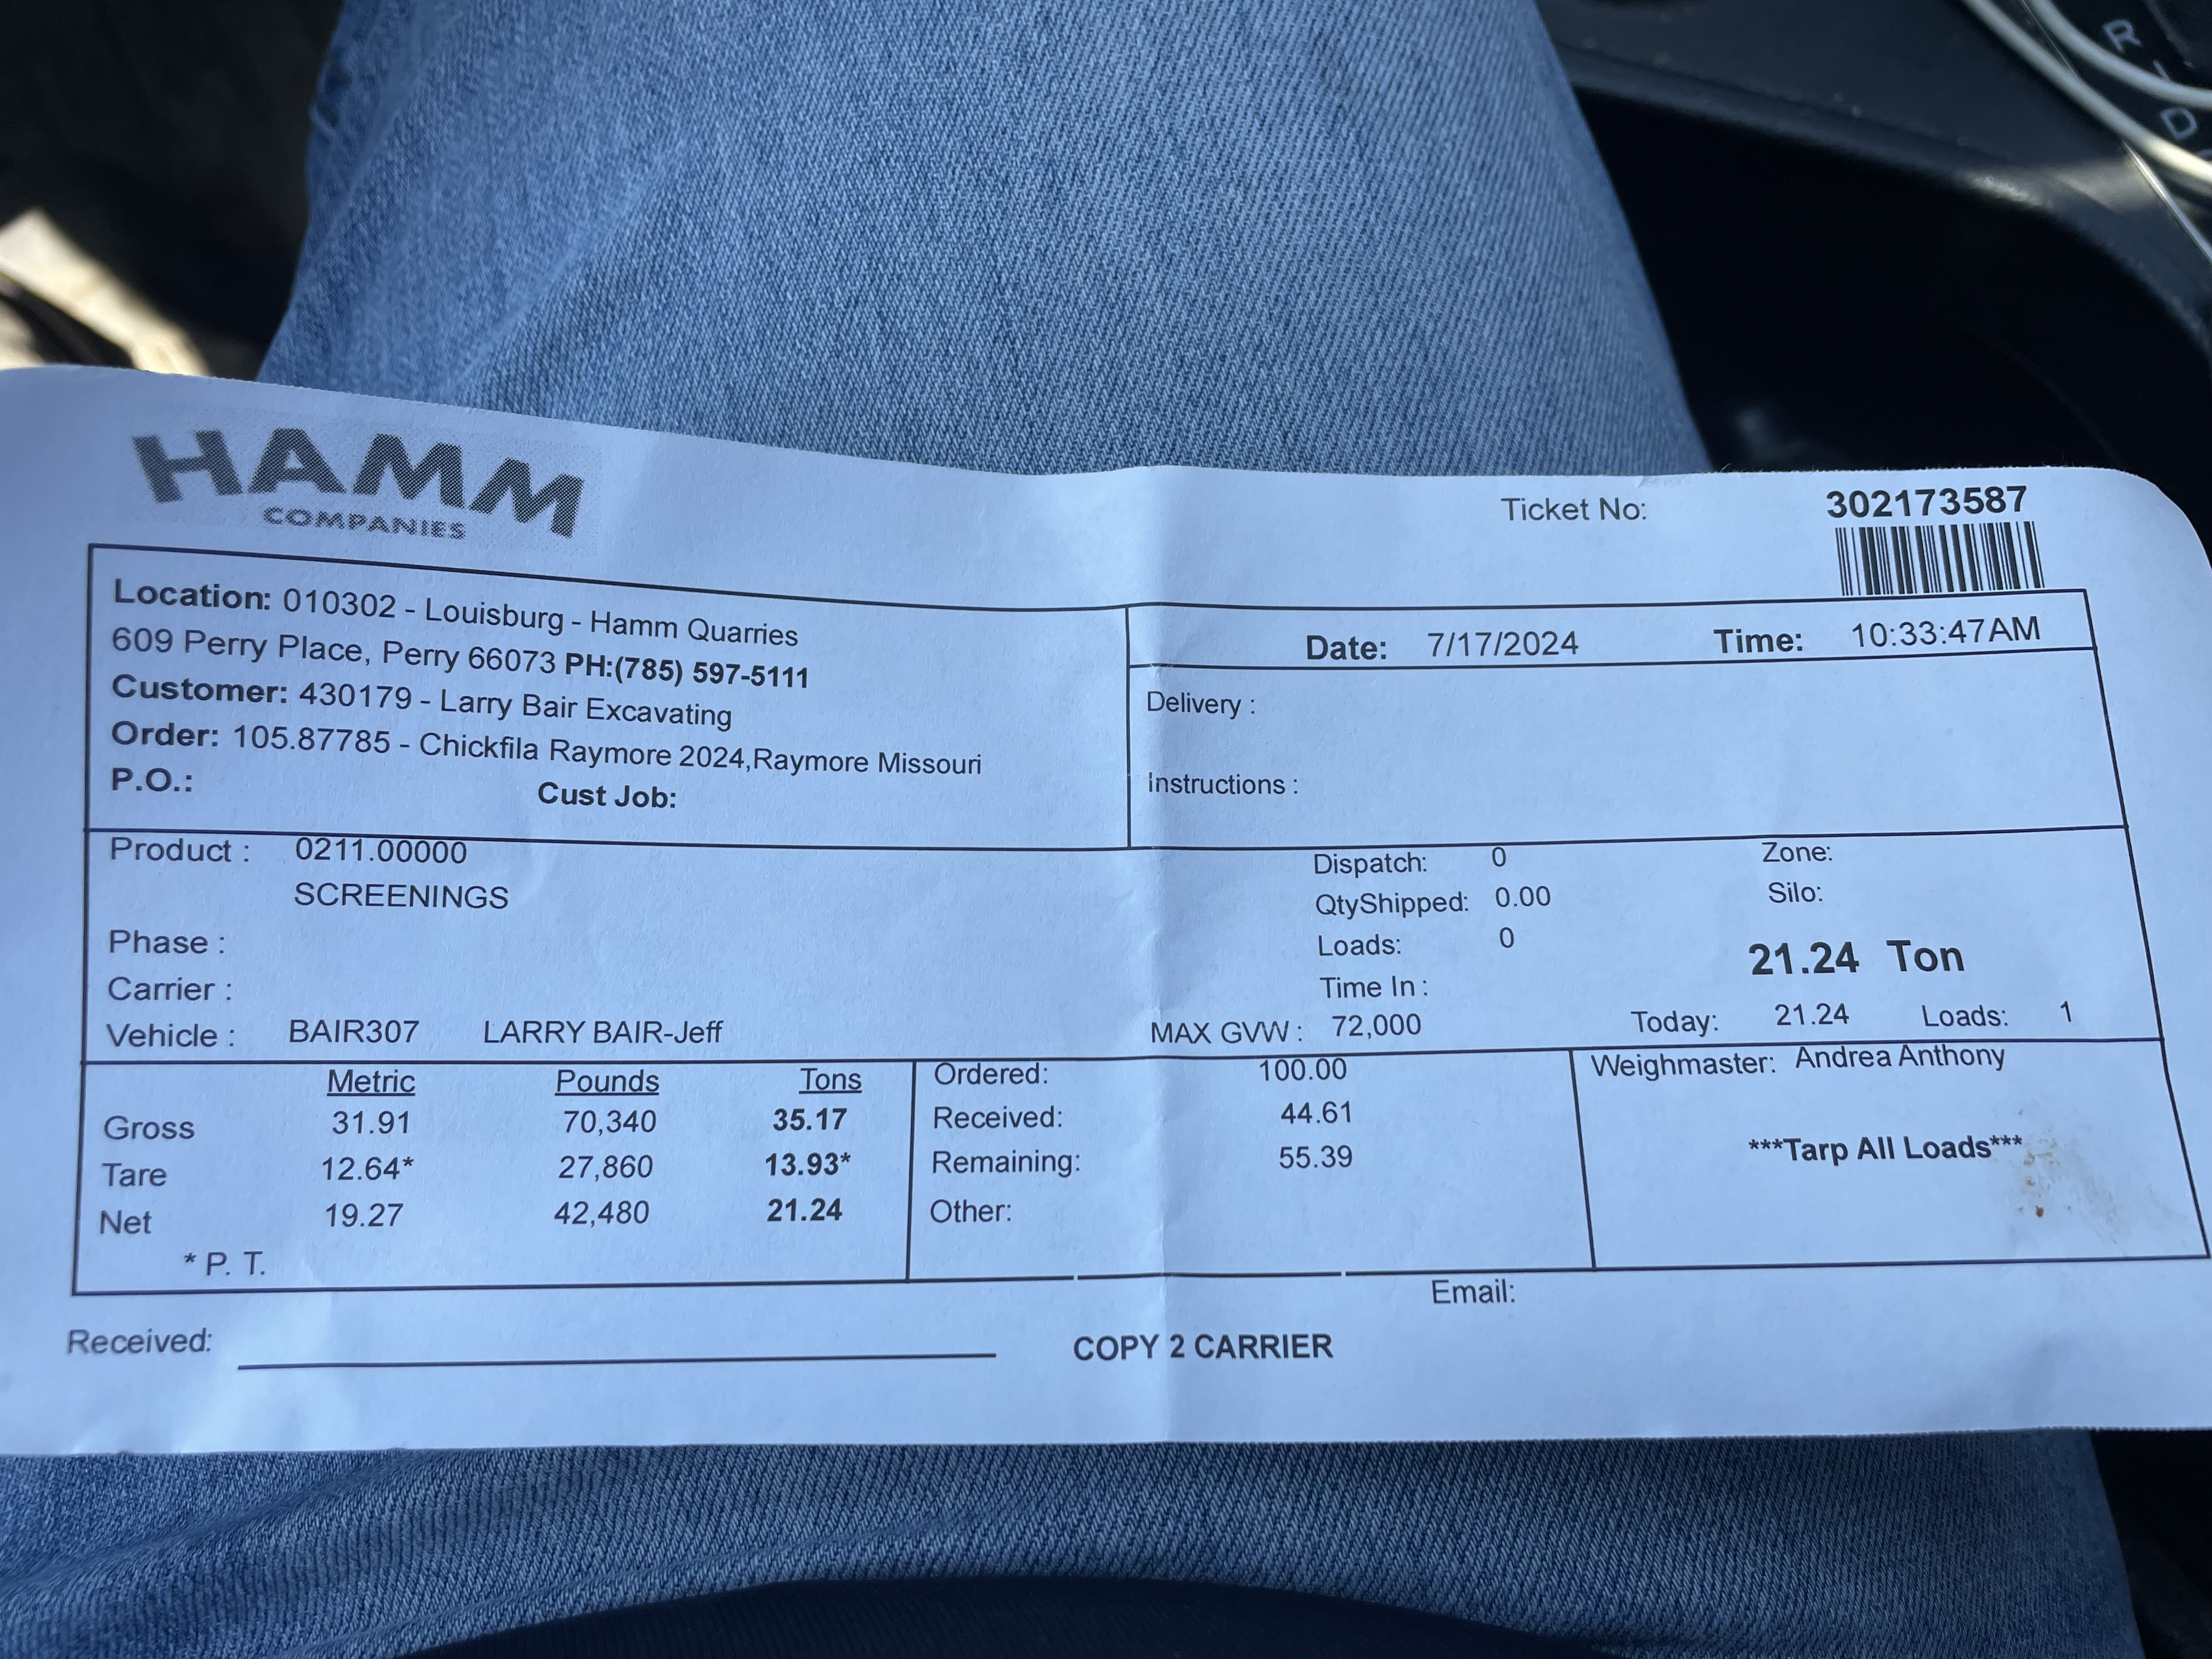 HAMM
COMPANIES
Ticket No: 302173587
Location: 010302 - Louisburg - Hamm Quarries
609 Perry Place, Perry 66073 PH:(785) 597-5111
Customer: 430179 - Larry Bair Excavating
Order: 105.87785 - Chickfila Raymore 2024,Raymore Missouri
P.O.: Cust Job:
Date: 7/17/2024 Time: 10:33:47AM
Delivery :
Instructions :
Product : 0211.00000
SCREENINGS
Phase :
Carrier :
Vehicle : BAIR307 LARRY BAIR-Jeff
Dispatch: 0 Zone:
QtyShipped: 0.00 Silo:
Loads: 0
21.24 Ton
Time In :
MAX GVW : 72,000 Today: 21.24 Loads: 1
Metric Pounds Tons
Gross 31.91 70,340 35.17
Tare 12.64* 27,860 13.93*
Net 19.27 42,480 21.24
* P. T.
Ordered: 100.00
Received: 44.61
Remaining: 55.39
Other:
Weighmaster: Andrea Anthony
***Tarp All Loads***
Email:
Received: COPY 2 CARRIER
R
D